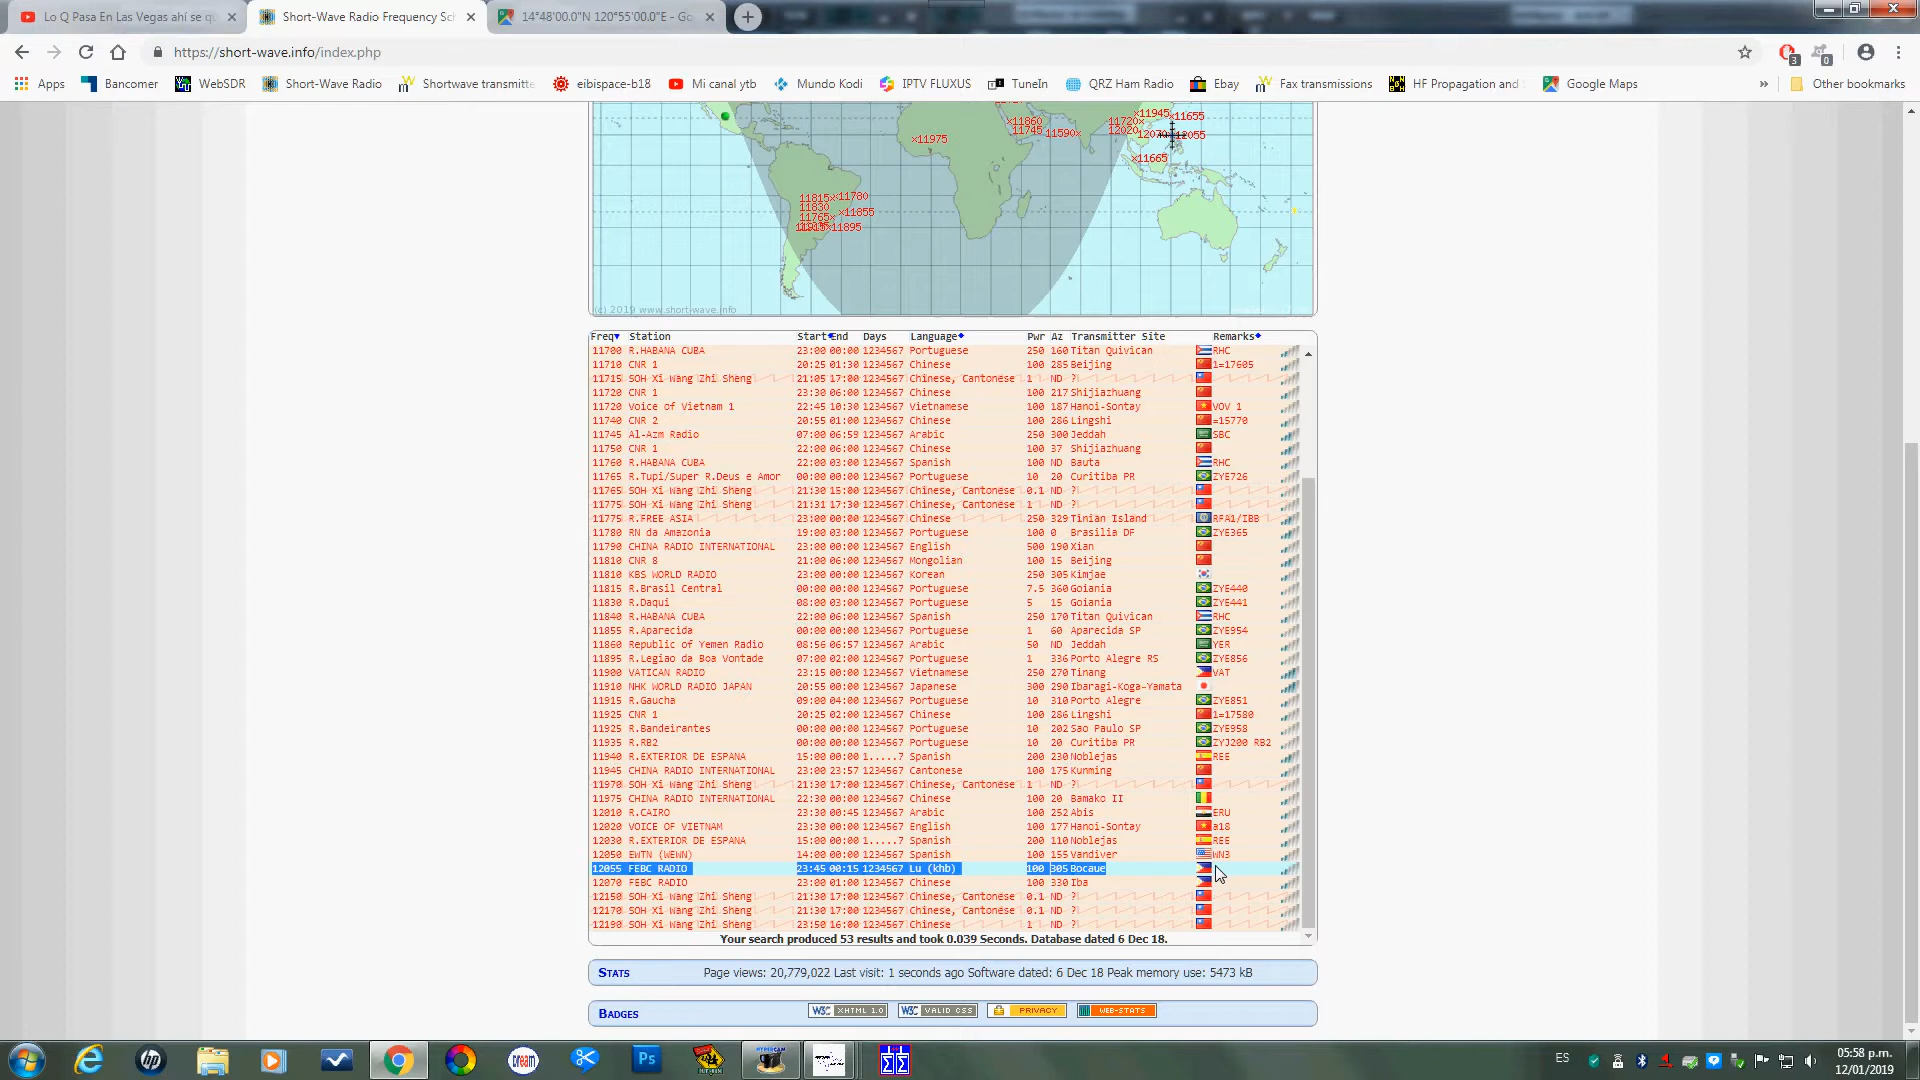 Lo Q Pasa En Las Vegas ahí se q
Short-Wave Radio Frequency Sch
14°48'00.0"N 120°55'00.0"E - Go
https://short-wave.info/index.php
Apps Bancomer WebSDR Short-Wave Radio Shortwave transmitte eibispace-b18 Mi canal ytb Mundo Kodi IPTV FLUXUS TuneIn QRZ Ham Radio Ebay Fax transmissions HF Propagation and Google Maps » Other bookmarks
3 0
x11945 x11655
x11860 11720x
11745 11590x 12020 12070 12055
x11975
x11665
11815x x11780
11830
11765x x11855
x11895
(c) 2019 www.short-wave.info
Freq Station Start End Days Language Pwr Az Transmitter Site Remarks
11700 R.HABANA CUBA 23:00 00:00 1234567 Portuguese 250 160 Titan Quivican RHC
11710 CNR 1 20:25 01:30 1234567 Chinese 100 285 Beijing 1=17605
11715 SOH Xi Wang Zhi Sheng 21:05 17:00 1234567 Chinese, Cantonese 1 ND ?
11720 CNR 1 23:30 06:00 1234567 Chinese 100 217 Shijiazhuang
11720 Voice of Vietnam 1 22:45 10:30 1234567 Vietnamese 100 187 Hanoi-Sontay VOV 1
11740 CNR 2 20:55 01:00 1234567 Chinese 100 286 Lingshi =15770
11745 Al-Azm Radio 07:00 06:59 1234567 Arabic 250 300 Jeddah SBC
11750 CNR 1 22:00 06:00 1234567 Chinese 100 37 Shijiazhuang
11760 R.HABANA CUBA 22:00 03:00 1234567 Spanish 100 ND Bauta RHC
11765 R.Tupi/Super R.Deus e Amor 00:00 00:00 1234567 Portuguese 10 20 Curitiba PR ZYE726
11765 SOH Xi Wang Zhi Sheng 21:30 15:00 1234567 Chinese, Cantonese 0.1 ND ?
11775 SOH Xi Wang Zhi Sheng 21:31 17:30 1234567 Chinese, Cantonese 1 ND ?
11775 R.FREE ASIA 23:00 00:00 1234567 Chinese 250 329 Tinian Island RFA1/IBB
11780 RN da Amazonia 19:00 03:00 1234567 Portuguese 100 0 Brasilia DF ZYE365
11790 CHINA RADIO INTERNATIONAL 23:00 00:00 1234567 English 500 190 Xian
11810 CNR 8 21:00 06:00 1234567 Mongolian 100 15 Beijing
11810 KBS WORLD RADIO 23:00 00:00 1234567 Korean 250 305 Kimjae
11815 R.Brasil Central 00:00 00:00 1234567 Portuguese 7.5 360 Goiania ZYE440
11830 R.Daqui 08:00 03:00 1234567 Portuguese 5 15 Goiania ZYE441
11840 R.HABANA CUBA 22:00 06:00 1234567 Spanish 250 170 Titan Quivican RHC
11855 R.Aparecida 00:00 00:00 1234567 Portuguese 1 60 Aparecida SP ZYE954
11860 Republic of Yemen Radio 08:56 06:57 1234567 Arabic 50 ND Jeddah YER
11895 R.Legiao da Boa Vontade 07:00 02:00 1234567 Portuguese 1 336 Porto Alegre RS ZYE856
11900 VATICAN RADIO 23:15 00:00 1234567 Vietnamese 250 270 Tinang VAT
11910 NHK WORLD RADIO JAPAN 20:55 00:00 1234567 Japanese 300 290 Ibaragi-Koga-Yamata
11915 R.Gaucha 09:00 04:00 1234567 Portuguese 10 310 Porto Alegre ZYE851
11925 CNR 1 20:25 02:00 1234567 Chinese 100 286 Lingshi 1=17580
11925 R.Bandeirantes 00:00 00:00 1234567 Portuguese 10 202 Sao Paulo SP ZYE958
11935 R.RB2 00:00 00:00 1234567 Portuguese 10 20 Curitiba PR ZYJ200 RB2
11940 R.EXTERIOR DE ESPANA 15:00 00:00 1.....7 Spanish 200 230 Noblejas REE
11945 CHINA RADIO INTERNATIONAL 23:00 23:57 1234567 Cantonese 100 175 Kunming
11970 SOH Xi Wang Zhi Sheng 21:30 17:00 1234567 Chinese, Cantonese 1 ND ?
11975 CHINA RADIO INTERNATIONAL 22:30 00:00 1234567 Chinese 100 20 Bamako II
12010 R.CAIRO 23:30 00:45 1234567 Arabic 100 252 Abis ERU
12020 VOICE OF VIETNAM 23:30 00:00 1234567 English 100 177 Hanoi-Sontay a18
12030 R.EXTERIOR DE ESPANA 15:00 00:00 1.....7 Spanish 200 110 Noblejas REE
12050 EWTN (WEWN) 14:00 00:00 1234567 Spanish 100 155 Vandiver WN3
12055 FEBC RADIO 23:45 00:15 1234567 Lu (khb) 100 305 Bocaue
12070 FEBC RADIO 23:00 01:00 1234567 Chinese 100 330 Iba
12150 SOH Xi Wang Zhi Sheng 21:30 17:00 1234567 Chinese, Cantonese 0.1 ND ?
12170 SOH Xi Wang Zhi Sheng 21:30 17:00 1234567 Chinese, Cantonese 0.1 ND ?
12190 SOH Xi Wang Zhi Sheng 23:50 16:00 1234567 Chinese, Cantonese 1 ND ?
Your search produced 53 results and took 0.039 Seconds. Database dated 6 Dec 18.
STATS Page views: 20,779,022 Last visit: 1 seconds ago Software dated: 6 Dec 18 Peak memory use: 5473 kB
BADGES W3C XHTML 1.0 W3C VALID CSS PRIVACY WEB-STATS
hp dream Ps HYPERCAM ΣΣ ES 05:58 p.m.
12/01/2019